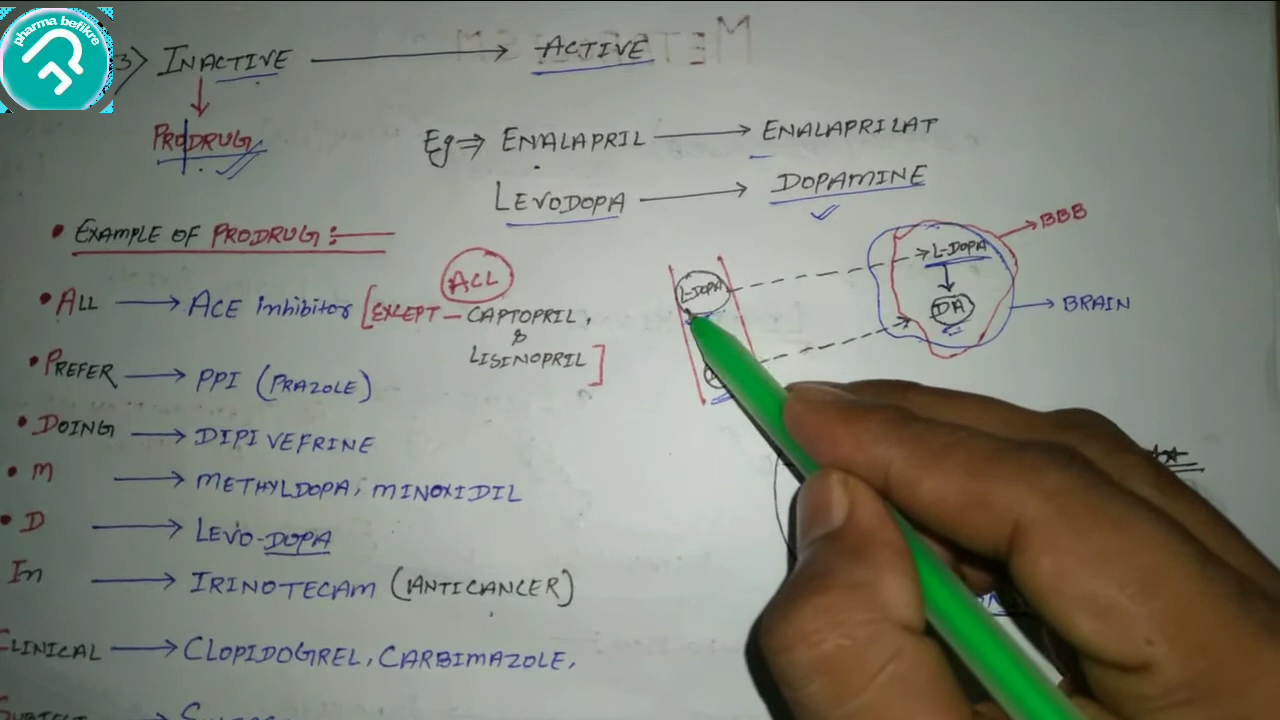 pharma befikre
3) INACTIVE → ACTIVE
PRODRUG
Eg ⇒ ENALAPRIL → ENALAPRILAT
LEVODOPA → DOPAMINE
• EXAMPLE OF PRODRUG:-
• ALL → ACE Inhibitor [EXCEPT - CAPTOPRIL,
ACL
& LISINOPRIL]
• PREFER → PPI (PRAZOLE)
• DOING → DIPIVEFRINE
• M → METHYLDOPA, MINOXIDIL
• D → LEVO-DOPA
In → IRINOTECAM (ANTICANCER)
CLINICAL → CLOPIDOGREL, CARBIMAZOLE,
L-DOPA
L-DOPA
DA
BBB
BRAIN